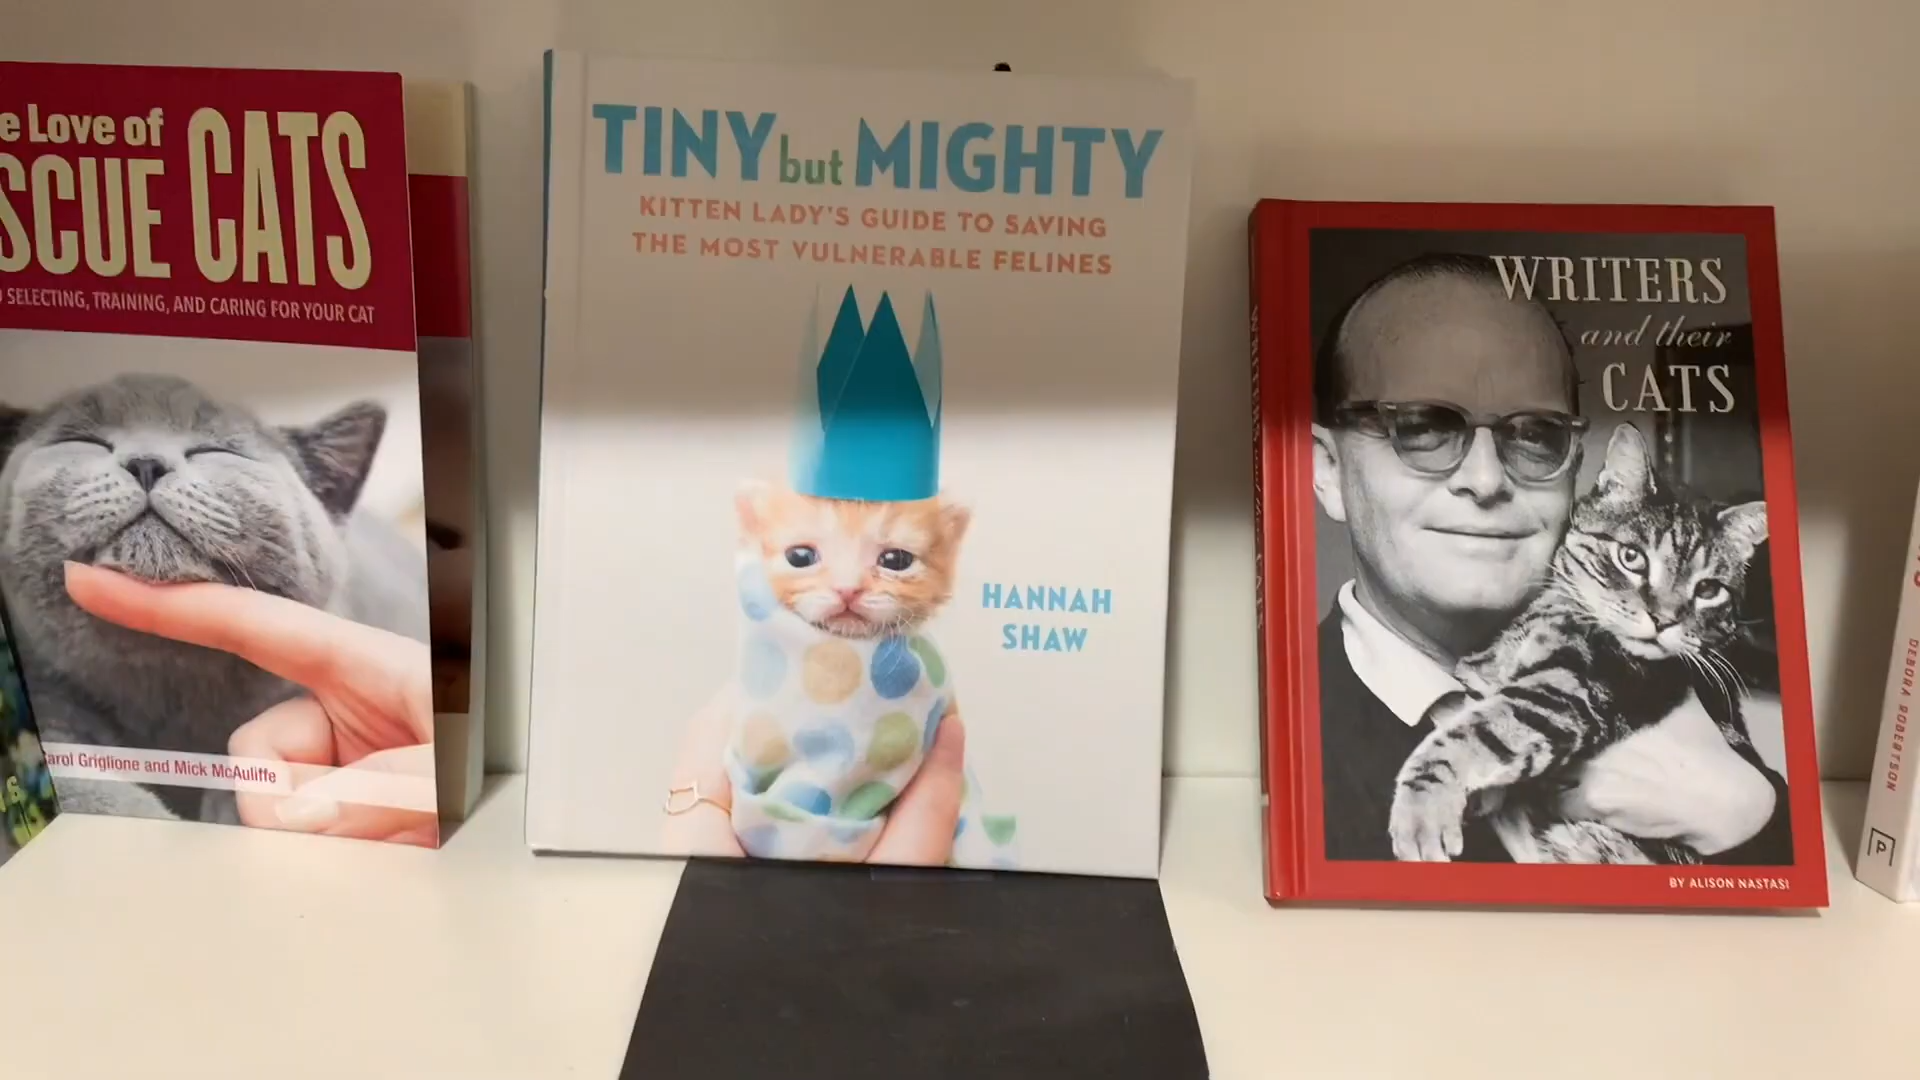 e Love of
SCUE CATS
SELECTING, TRAINING, AND CARING FOR YOUR CAT
arol Griglione and Mick McAuliffe
TINY but MIGHTY
KITTEN LADY'S GUIDE TO SAVING
THE MOST VULNERABLE FELINES
HANNAH
SHAW
WRITERS
and their
CATS
BY ALISON NASTASI
DEBORA ROBERTSON
P